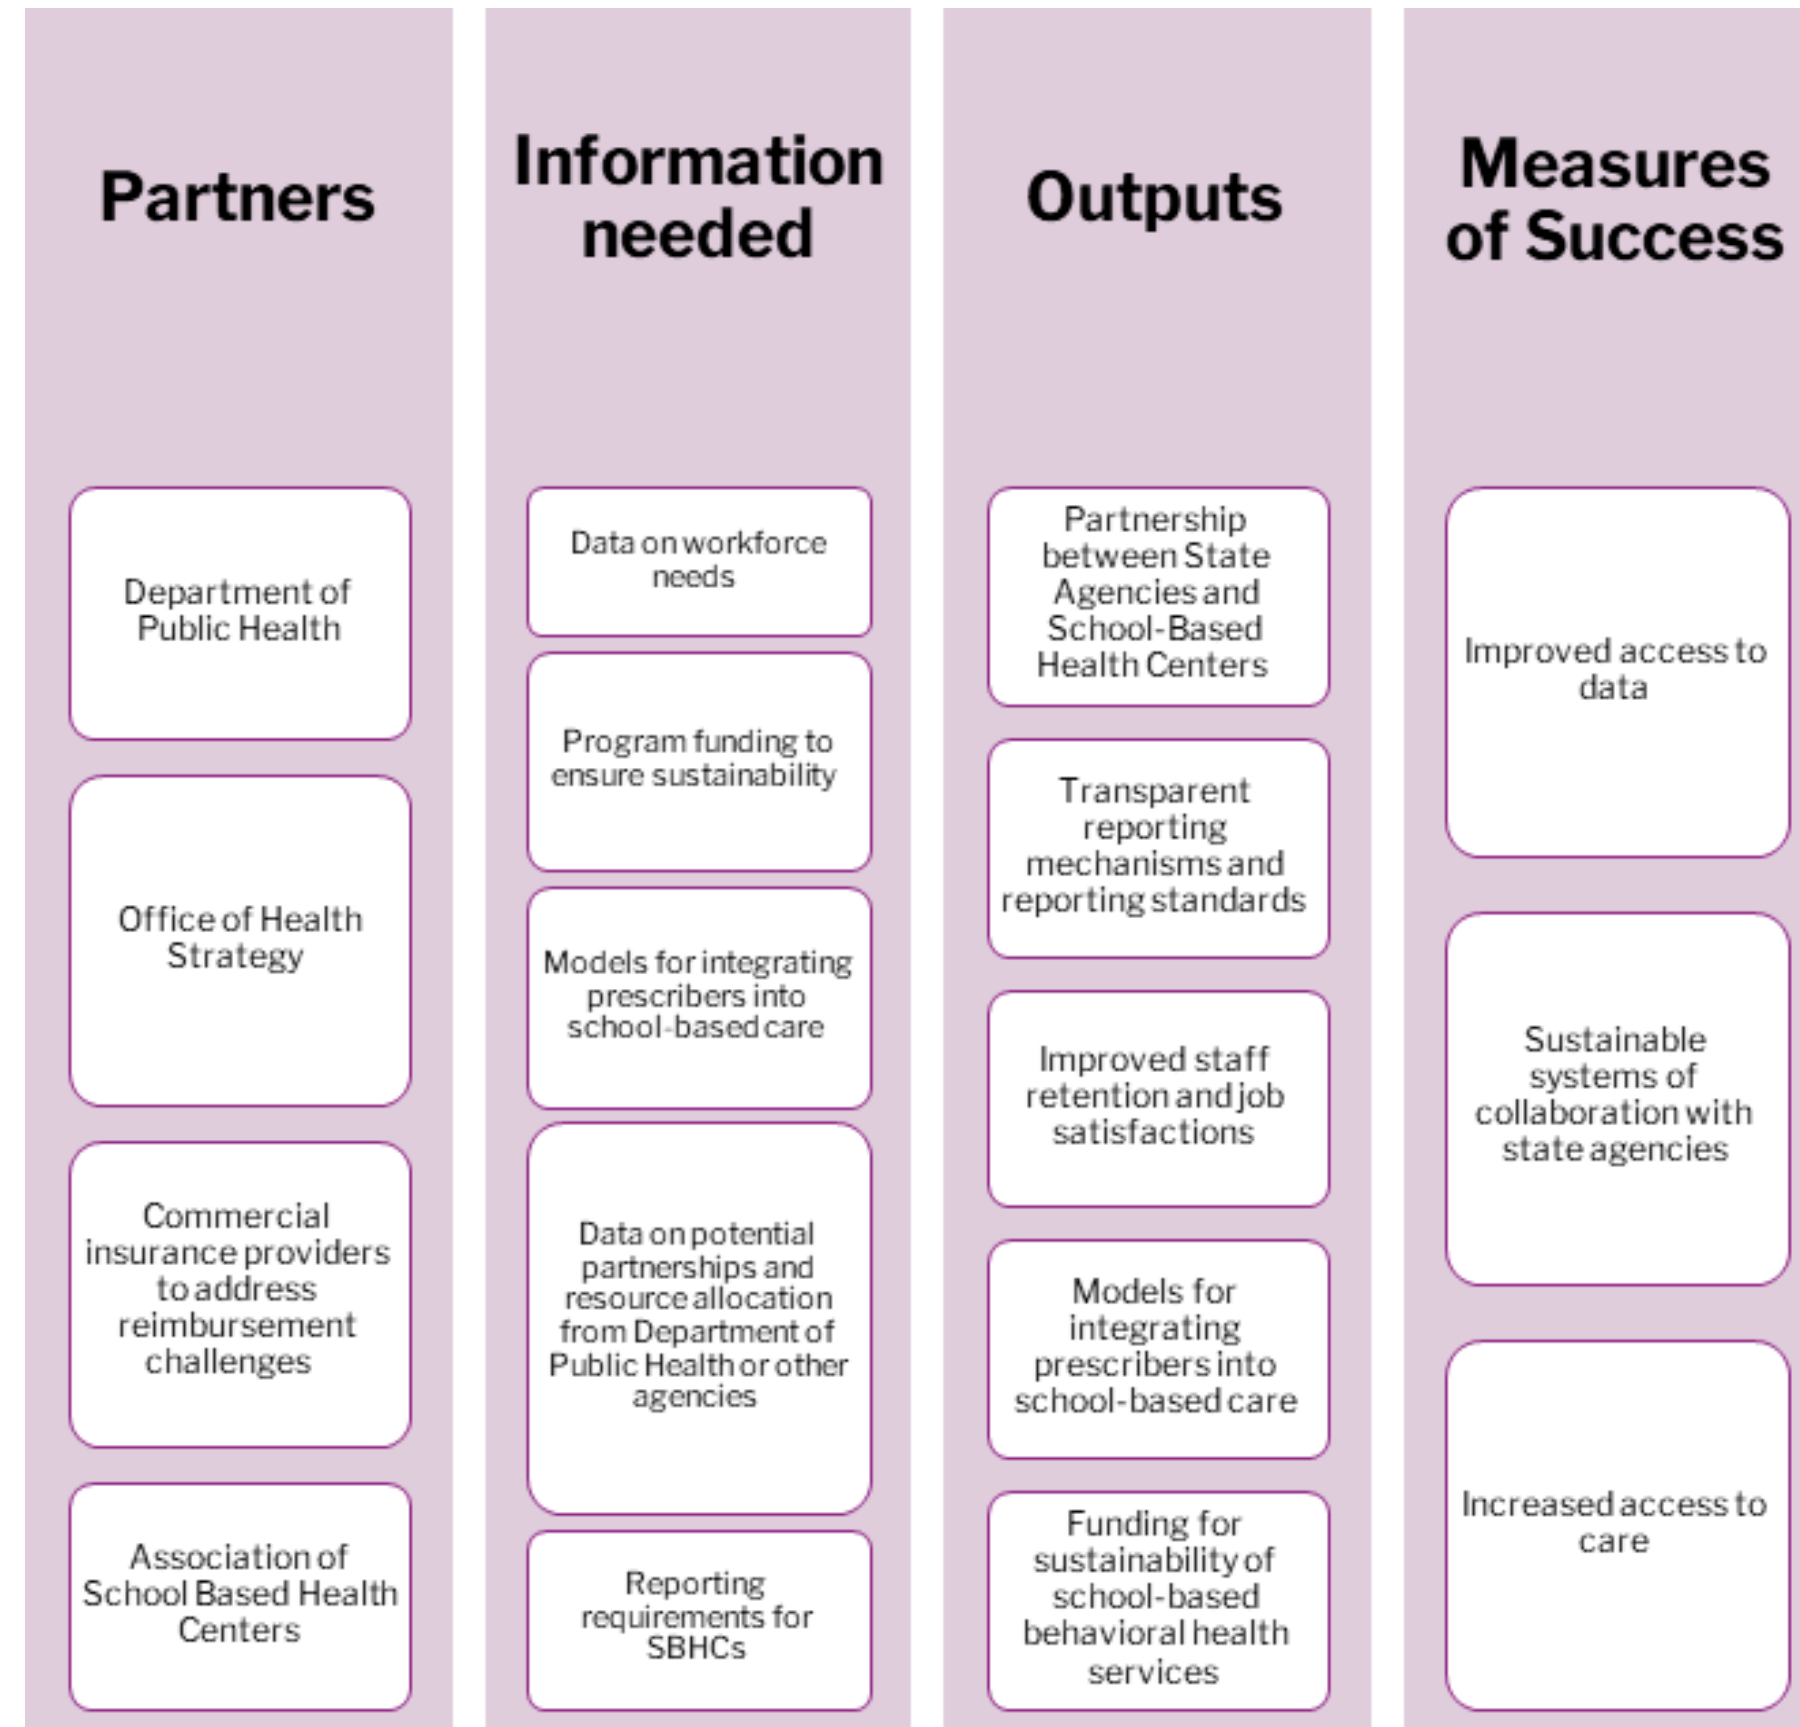 Partners
Department of
Public Health
Office of Health
Strategy
Commercial
insurance providers
to address
reimbursement
challenges
Association of
School Based Health
Centers
Information
needed
Data on workforce
needs
Program funding to
ensure sustainability
Models for integrating
prescribers into
school-based care
Data on potential
partnerships and
resource allocation
from Department of
Public Health or other
agencies
Reporting
requirements for
SBHCs
Outputs
Partnership
between State
Agencies and
School-Based
Health Centers
Transparent
reporting
mechanisms and
reporting standards
Improved staff
retention and job
satisfactions
Models for
integrating
prescribers into
school-based care
Funding for
sustainability of
school-based
behavioral health
services
Measures
of Success
Improved access to
data
Sustainable
systems of
collaboration with
state agencies
Increased access to
care